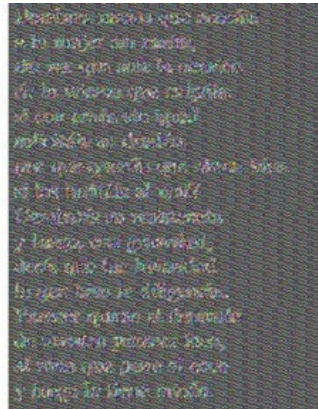 Hombres necios que acusáis
a la mujer sin razón,
sin ver que sois la ocasión
de lo mismo que culpáis:
si con ansia sin igual
solicitáis su desdén,
por qué queréis que obren bien
si las incitáis al mal?
Combatís su resistencia
y luego, con gravedad,
decís que fue liviandad
lo que hizo la diligencia.
Parecer quiere el denuedo
de vuestro parecer loco,
al niño que pone el coco
y luego le tiene miedo.